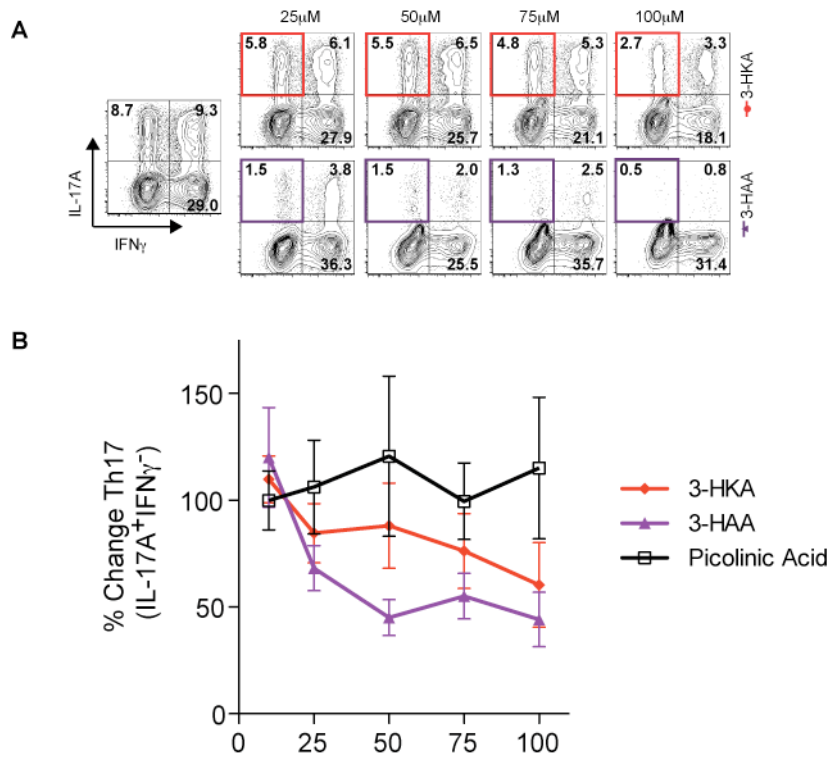 A
25µM 50µM 75µM 100µM
5.8 6.1 5.5 6.5 4.8 5.3 2.7 3.3
27.9 25.7 21.1 18.1
3-HKA
8.7 9.3
29.0
IL-17A
IFNγ
1.5 3.8 1.5 2.0 1.3 2.5 0.5 0.8
36.3 25.5 35.7 31.4
3-HAA
B
% Change Th17
(IL-17A⁺IFNγ⁻)
150
100
50
0
0 25 50 75 100
3-HKA
3-HAA
Picolinic Acid